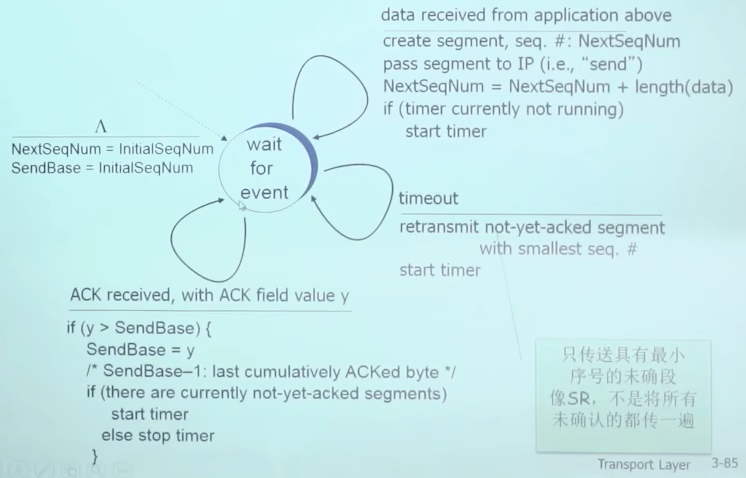 data received from application above
create segment, seq. #: NextSeqNum
pass segment to IP (i.e., “send”)
NextSeqNum = NextSeqNum + length(data)
if (timer currently not running)
start timer
Λ
NextSeqNum = InitialSeqNum
SendBase = InitialSeqNum
wait
for
event
timeout
retransmit not-yet-acked segment
with smallest seq. #
start timer
ACK received, with ACK field value y
if (y > SendBase) {
SendBase = y
/* SendBase–1: last cumulatively ACKed byte */
if (there are currently not-yet-acked segments)
start timer
else stop timer
}
只传送具有最小
序号的未确段
像SR，不是将所有
未确认的都传一遍
Transport Layer 3-85